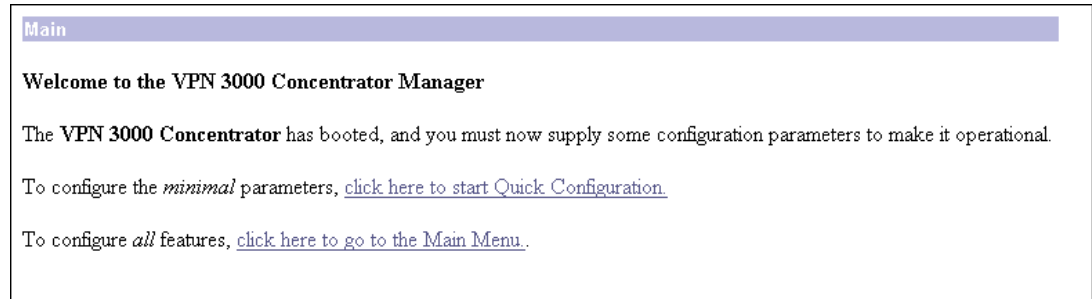 Main
Welcome to the VPN 3000 Concentrator Manager
The VPN 3000 Concentrator has booted, and you must now supply some configuration parameters to make it operational.
To configure the minimal parameters, click here to start Quick Configuration.
To configure all features, click here to go to the Main Menu..